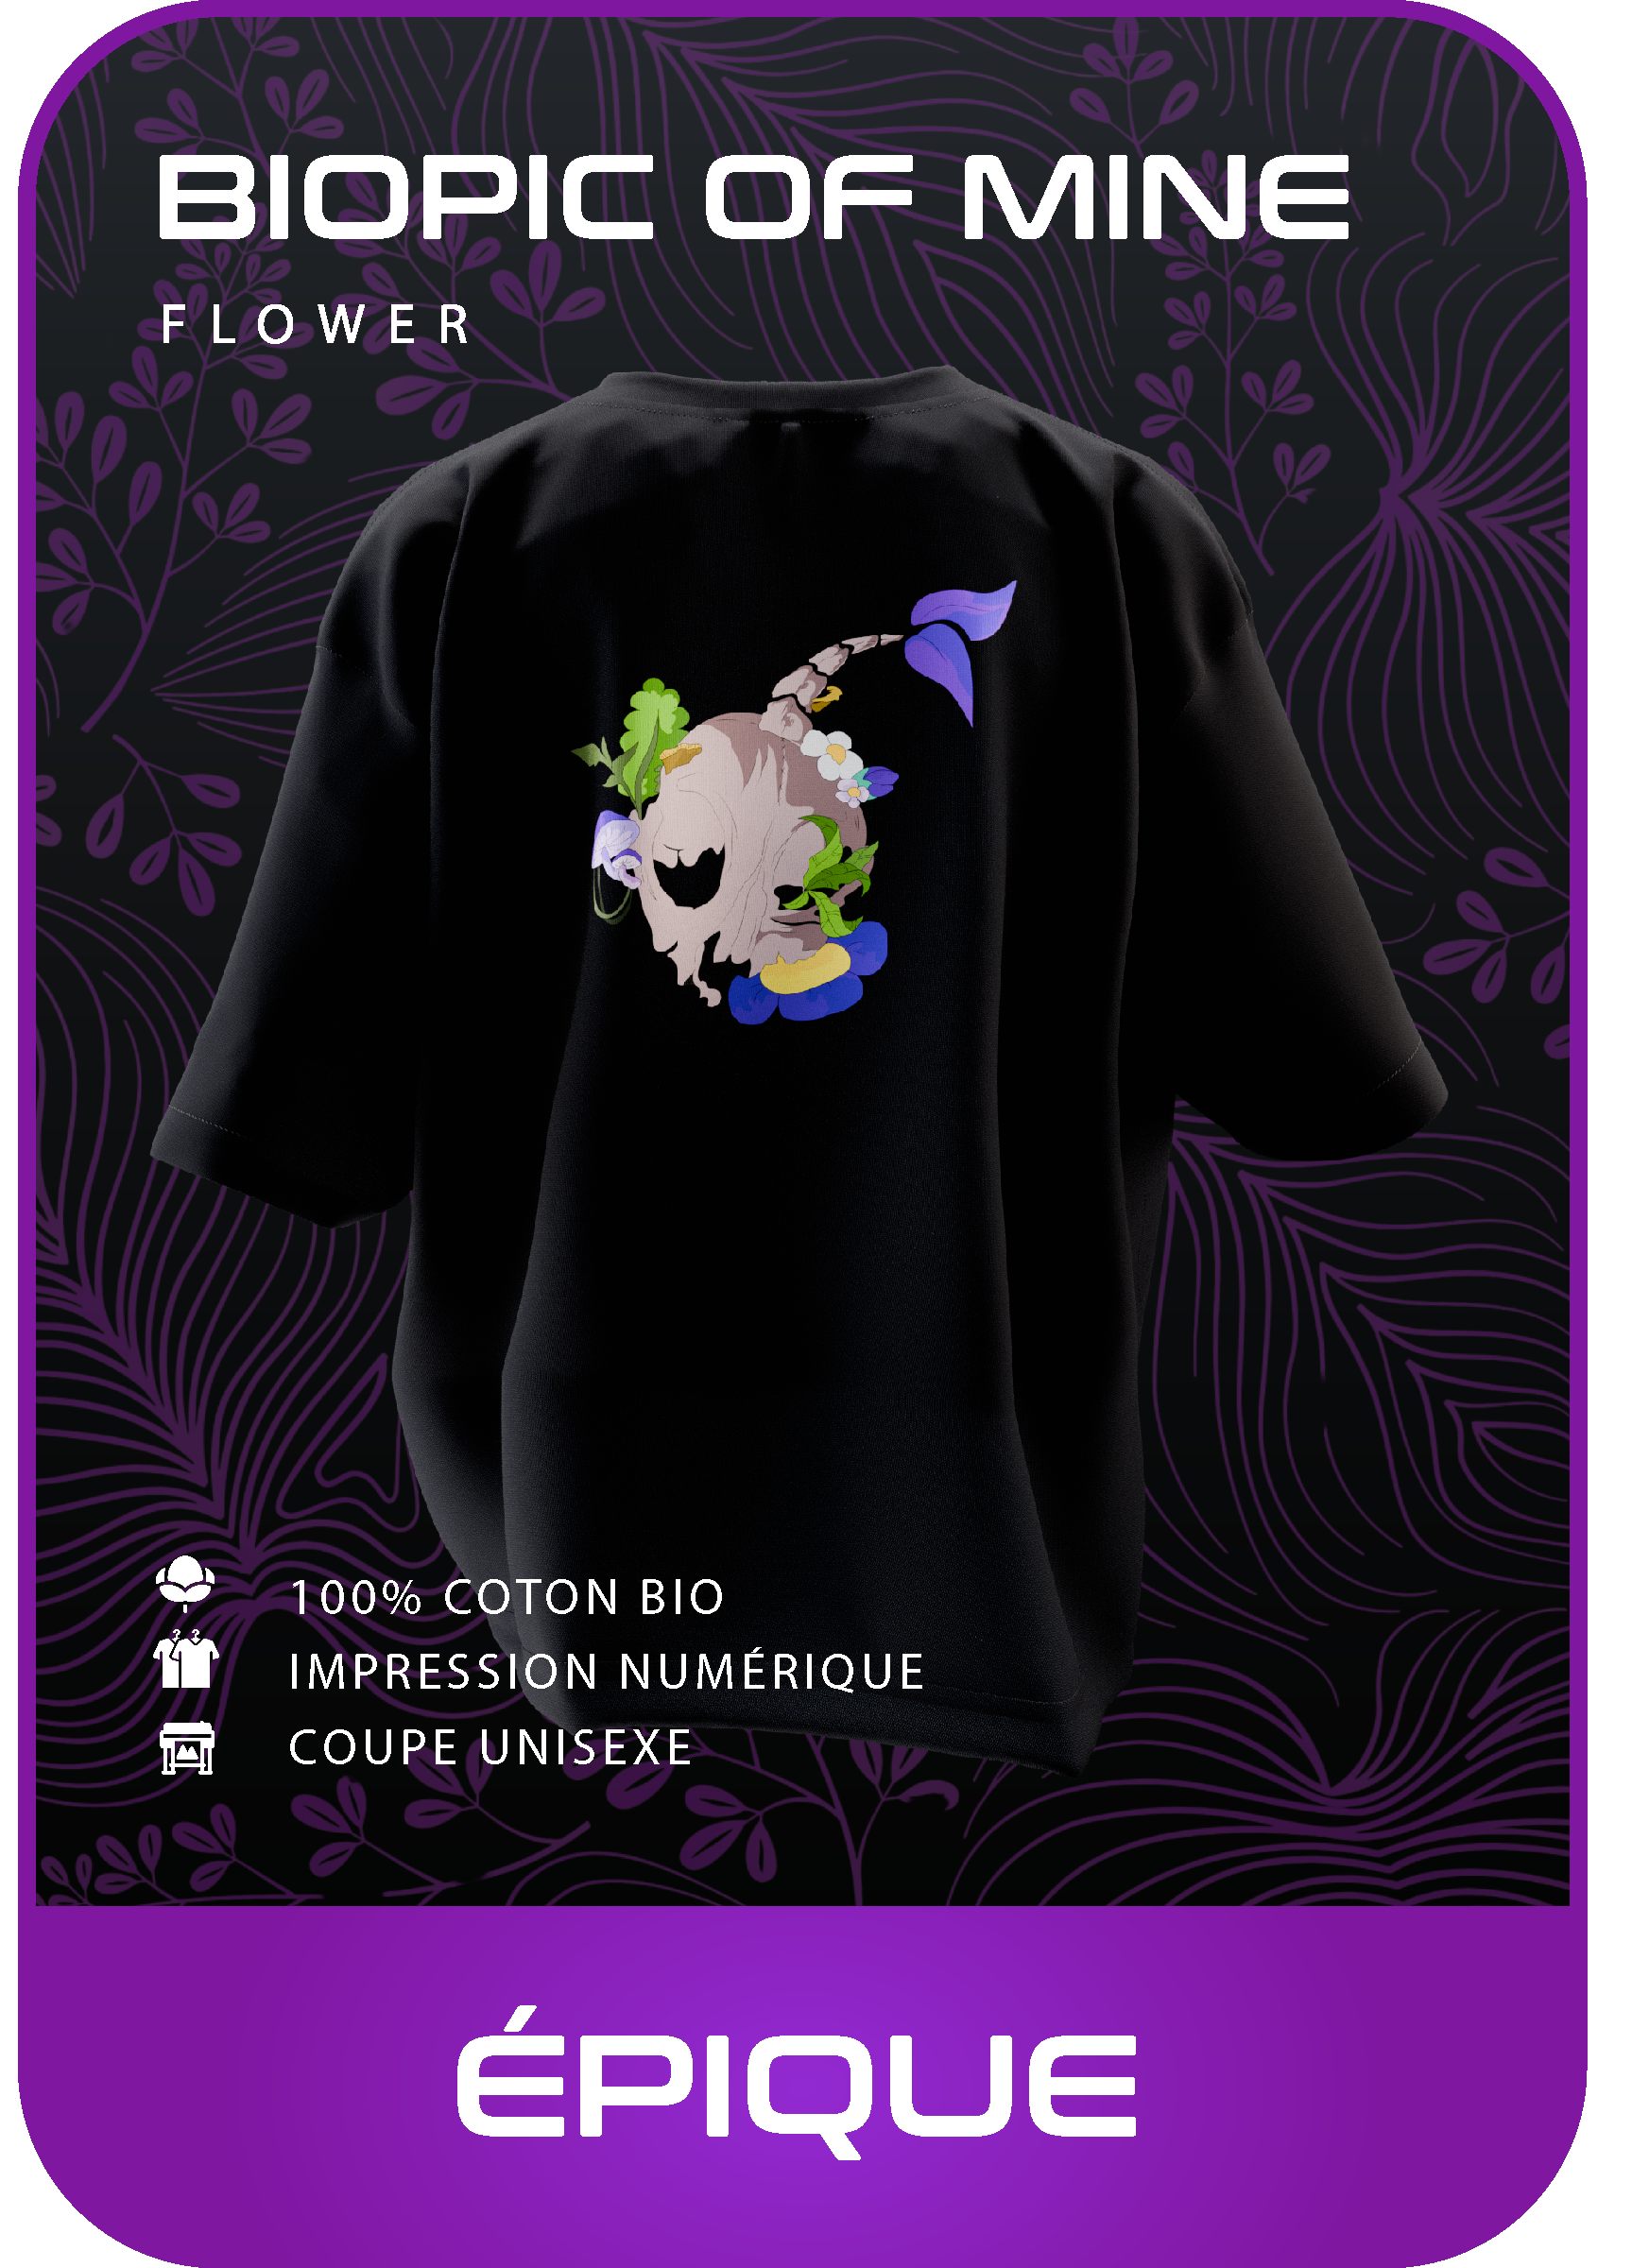 BIOPIC OF MINE
FLOWER
100% COTON BIO
IMPRESSION NUMÉRIQUE
COUPE UNISEXE
ÉPIQUE